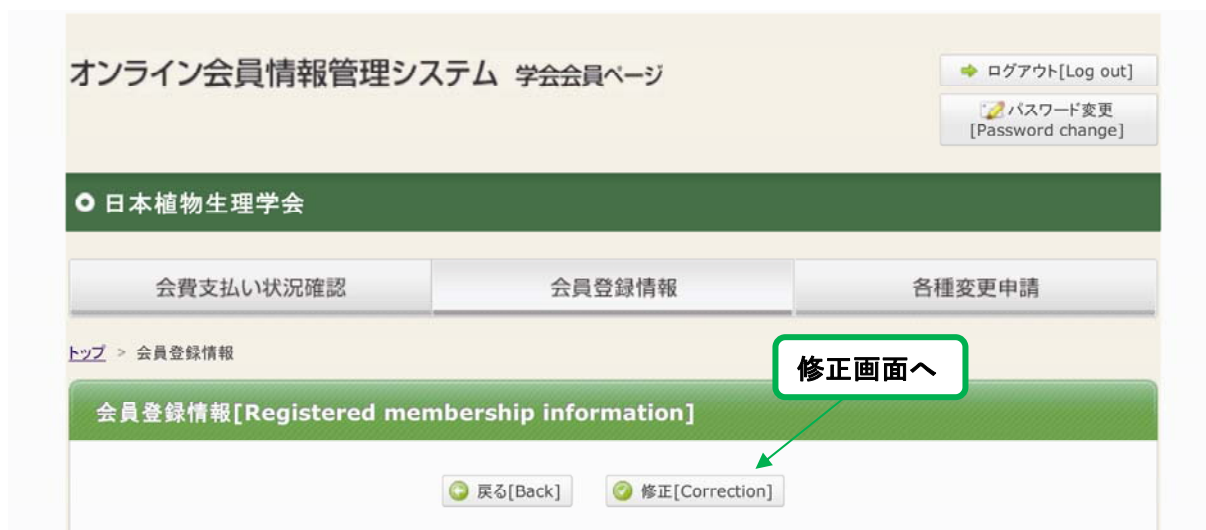 オンライン会員情報管理システム 学会会員ページ
ログアウト[Log out]
パスワード変更
[Password change]
日本植物生理学会
会費支払い状況確認
会員登録情報
各種変更申請
トップ > 会員登録情報
修正画面へ
会員登録情報[Registered membership information]
戻る[Back]
修正[Correction]